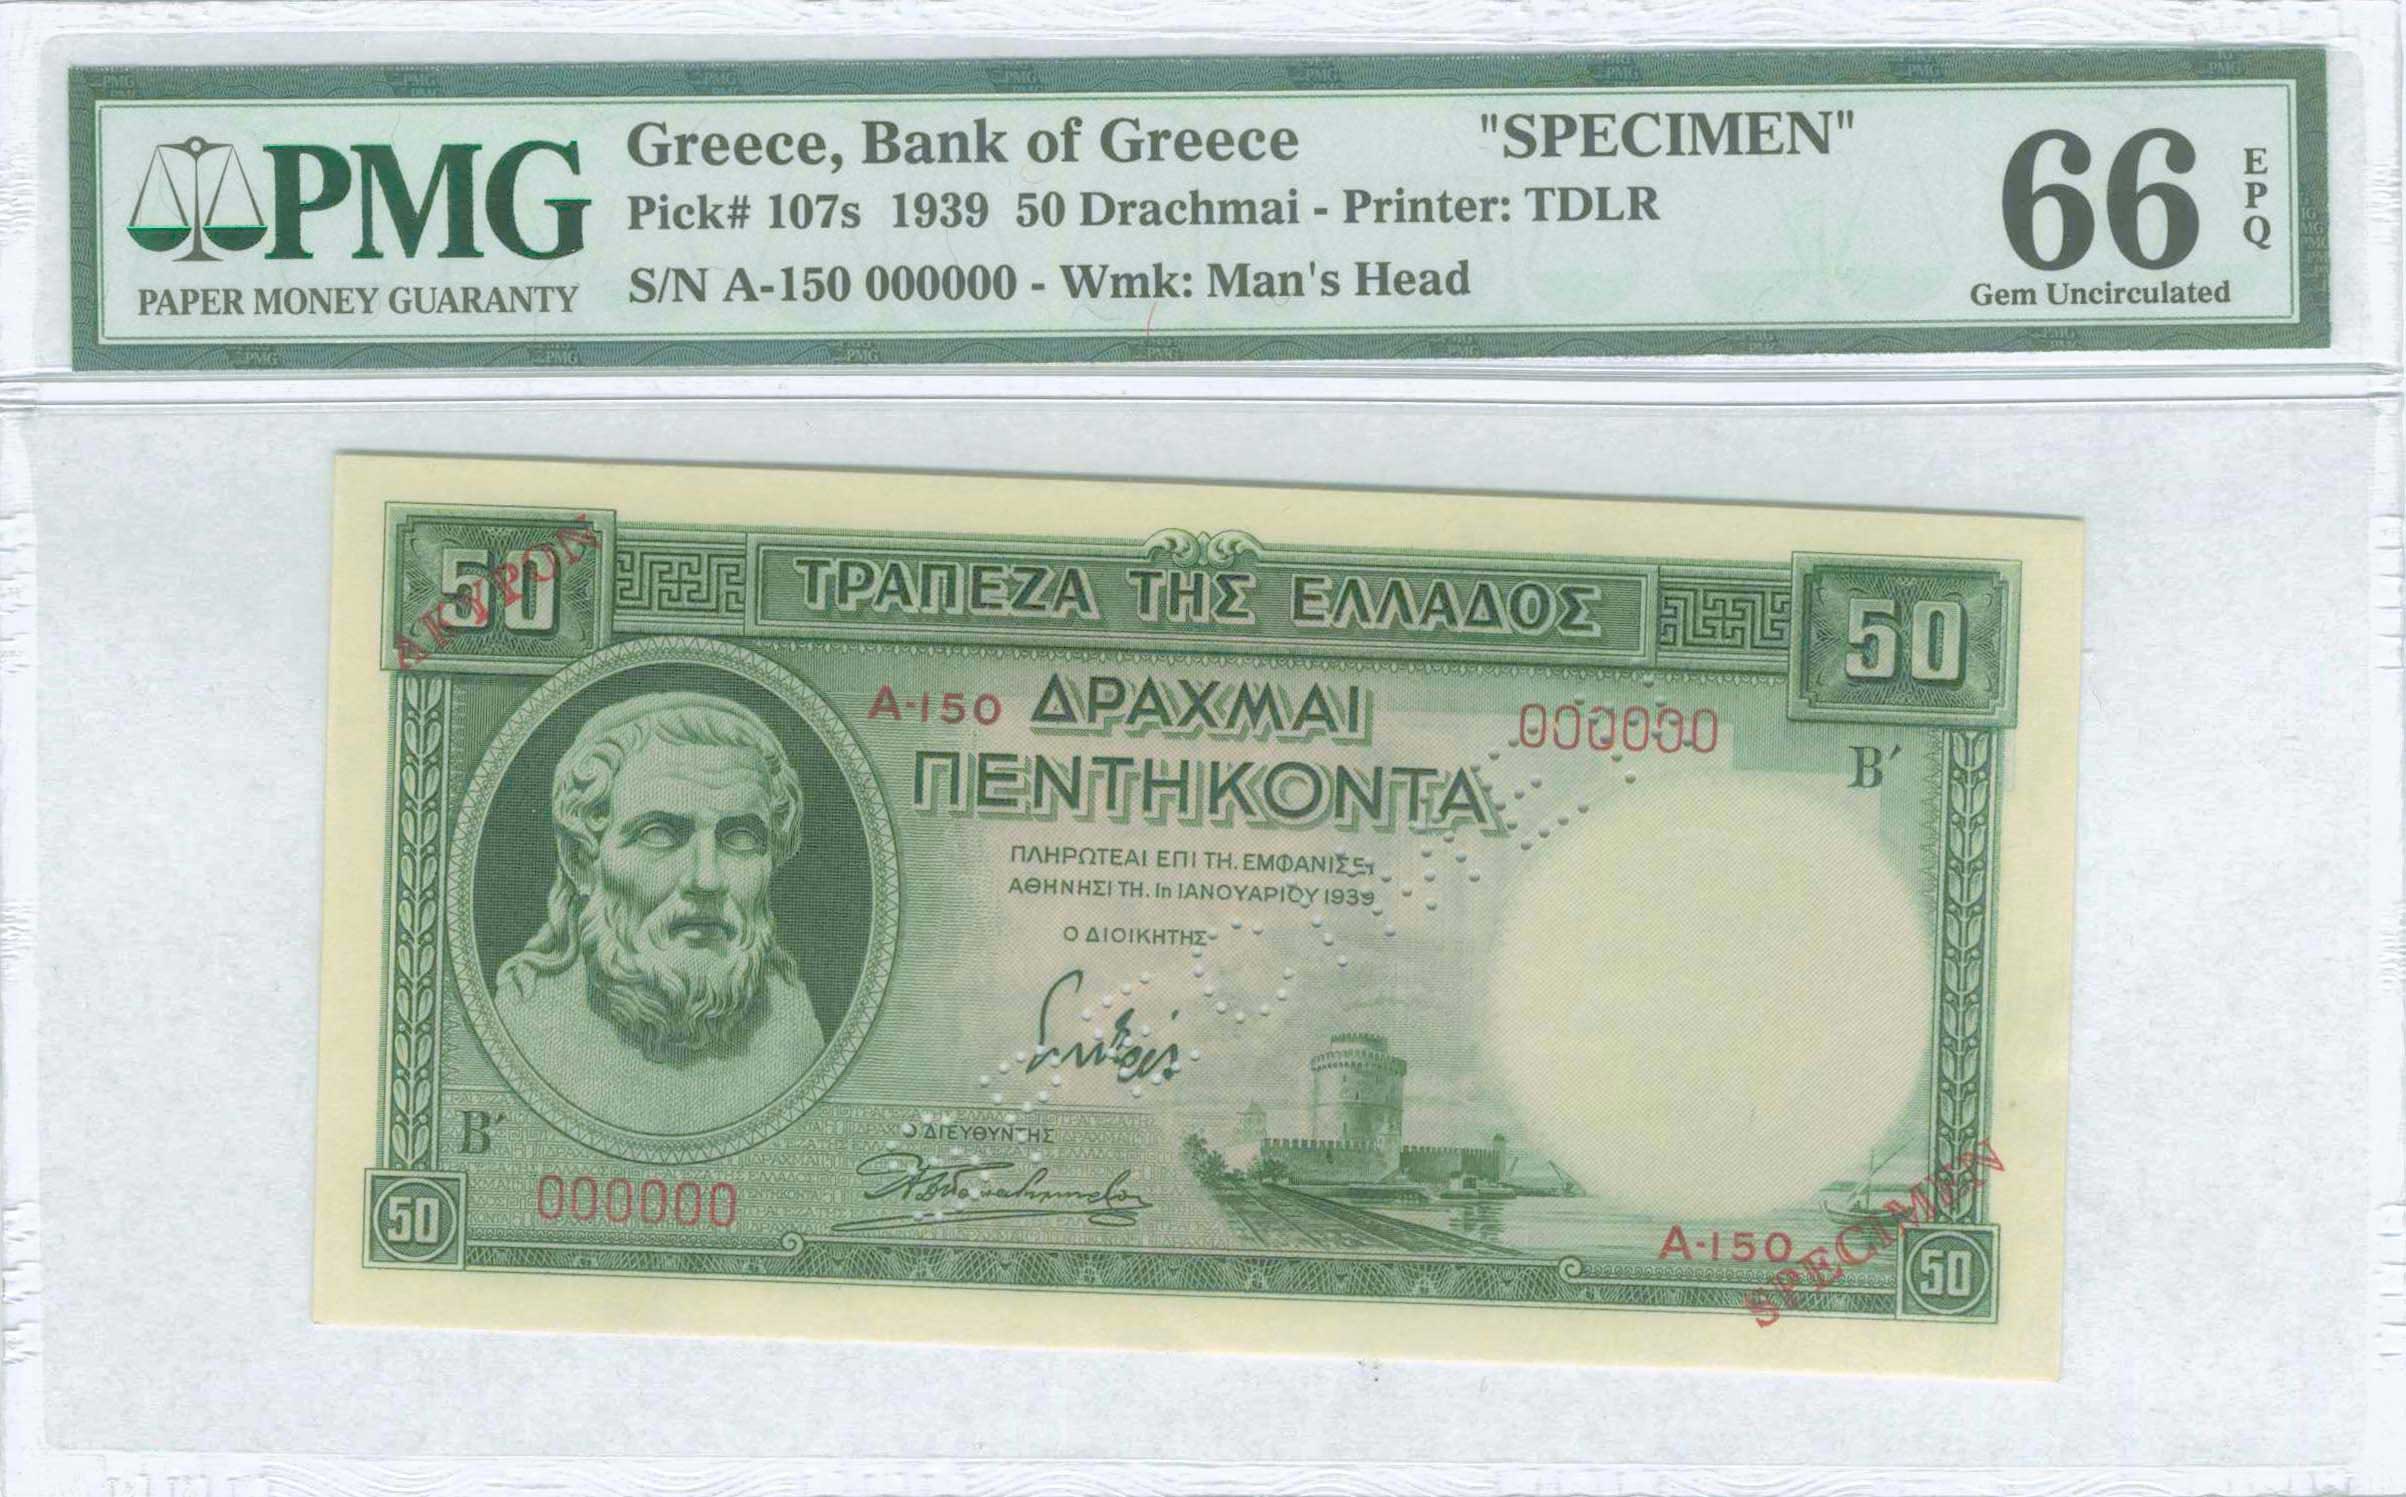 PMG
PAPER MONEY GUARANTY
Greece, Bank of Greece "SPECIMEN"
Pick# 107s 1939 50 Drachmai - Printer: TDLR
S/N A-150 000000 - Wmk: Man's Head
66
EPQ
Gem Uncirculated
50
ΑΚΥΡΟΝ
ΤΡΑΠΕΖΑ ΤΗΣ ΕΛΛΑΔΟΣ
50
A-150 ΔΡΑΧΜΑΙ 000000
ΠΕΝΤΗΚΟΝΤΑ
Β΄
ΠΛΗΡΩΤΕΑΙ ΕΠΙ ΤΗ. ΕΜΦΑΝΙΣΕΙ
ΑΘΗΝΗΣΙ ΤΗ. 1η ΙΑΝΟΥΑΡΙΟΥ 1939
Ο ΔΙΟΙΚΗΤΗΣ
Β΄
Ο ΔΙΕΥΘΥΝΤΗΣ
50
000000
A-150
SPECIMEN
50